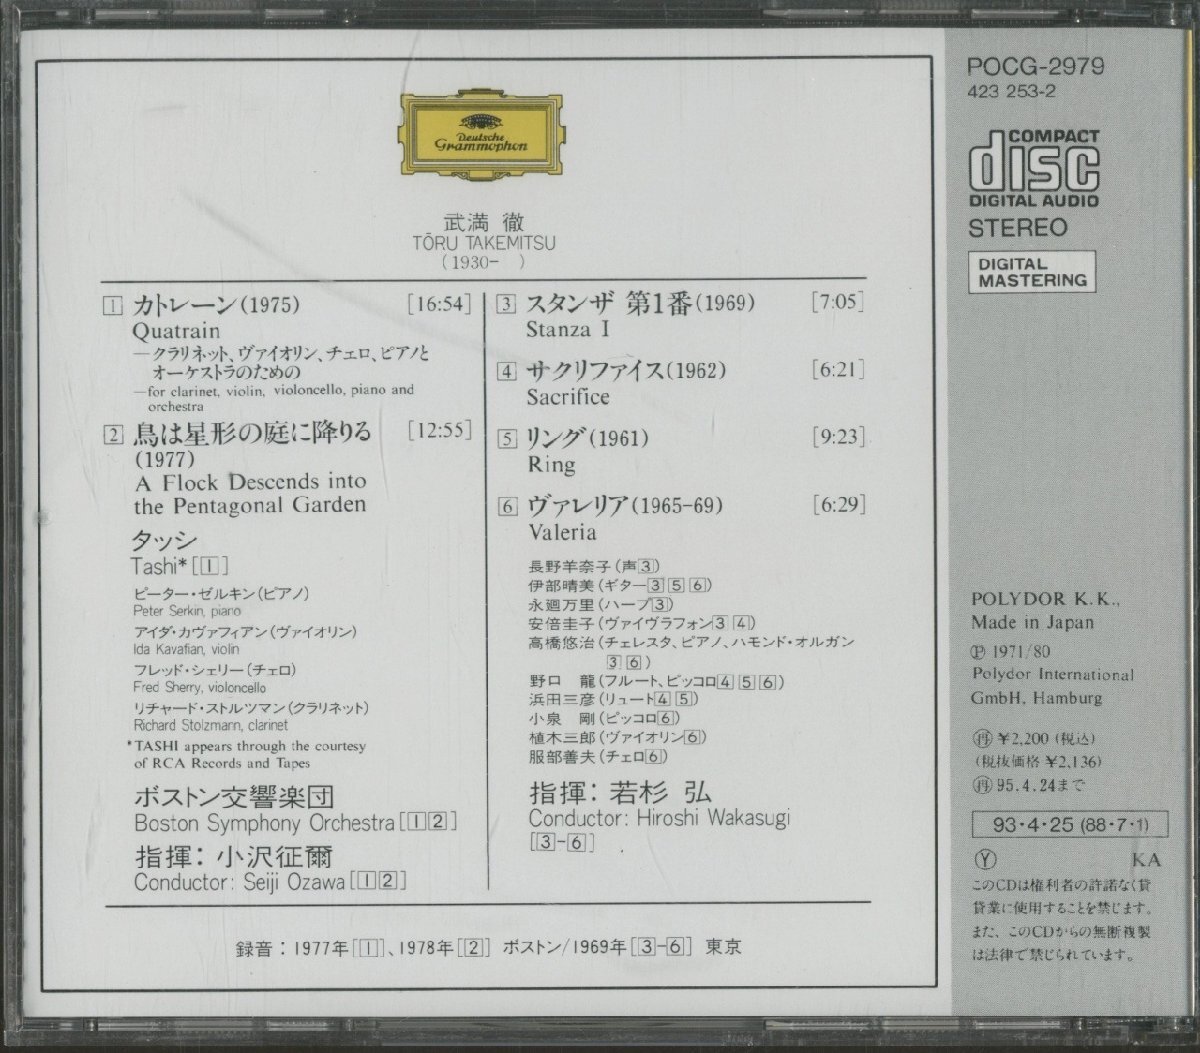 Deutsche
Grammophon
武満 徹
TŌRU TAKEMITSU
(1930- )
1 カトレーン(1975) [16:54]
Quatrain
—クラリネット、ヴァイオリン、チェロ、ピアノと
オーケストラのための
—for clarinet, violin, violoncello, piano and
orchestra
2 鳥は星形の庭に降りる [12:55]
(1977)
A Flock Descends into
the Pentagonal Garden
タッシ
Tashi*[1]
ピーター・ゼルキン(ピアノ)
Peter Serkin, piano
アイダ・カヴァフィアン(ヴァイオリン)
Ida Kavafian, violin
フレッド・シェリー(チェロ)
Fred Sherry, violoncello
リチャード・ストルツマン(クラリネット)
Richard Stolzmann, clarinet
*TASHI appears through the courtesy
of RCA Records and Tapes
ボストン交響楽団
Boston Symphony Orchestra[12]
指揮: 小沢征爾
Conductor: Seiji Ozawa[12]
3 スタンザ 第1番(1969) [7:05]
Stanza I
4 サクリファイス(1962) [6:21]
Sacrifice
5 リング(1961) [9:23]
Ring
6 ヴァレリア(1965-69) [6:29]
Valeria
長野羊奈子(声3)
伊部晴美(ギター356)
永廻万里(ハープ3)
安倍圭子(ヴァイヴラフォン34)
高橋悠治(チェレスタ、ピアノ、ハモンド・オルガン
36)
野口 龍(フルート、ピッコロ456)
浜田三彦(リュート45)
小泉 剛(ピッコロ6)
植木三郎(ヴァイオリン6)
服部善夫(チェロ6)
指揮: 若杉 弘
Conductor: Hiroshi Wakasugi
[3-6]
録音:1977年[1]、1978年[2] ボストン/1969年[3-6] 東京
POCG-2979
423 253-2
COMPACT
disc
DIGITAL AUDIO
STEREO
DIGITAL
MASTERING
POLYDOR K.K.,
Made in Japan
Ⓟ 1971/80
Polydor International
GmbH, Hamburg
再 ¥2,200 (税込)
(税抜価格 ¥2,136)
再 95.4.24まで
93・4・25 (88・7・1)
Ⓨ KA
このCDは権利者の許諾なく賃
貸業に使用することを禁じます。
また、このCDからの無断複製
は法律で禁じられています。